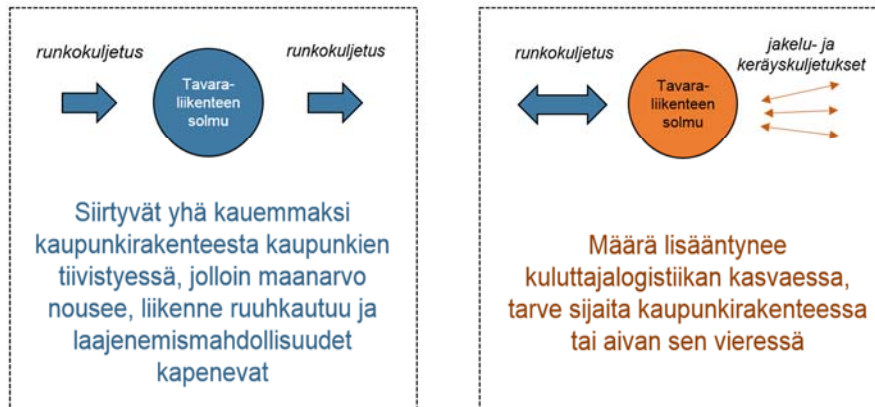 runkokuljetus
runkokuljetus
Tavara-
liikenteen
solmu
Siirtyvät yhä kauemmaksi
kaupunkirakenteesta kaupunkien
tiivistyessä, jolloin maanarvo
nousee, liikenne ruuhkautuu ja
laajenemismahdollisuudet
kapenevat
runkokuljetus
jakelu- ja
keräyskuljetukset
Tavara-
liikenteen
solmu
Määrä lisääntynee
kuluttajalogistiikan kasvaessa,
tarve sijaita kaupunkirakenteessa
tai aivan sen vieressä